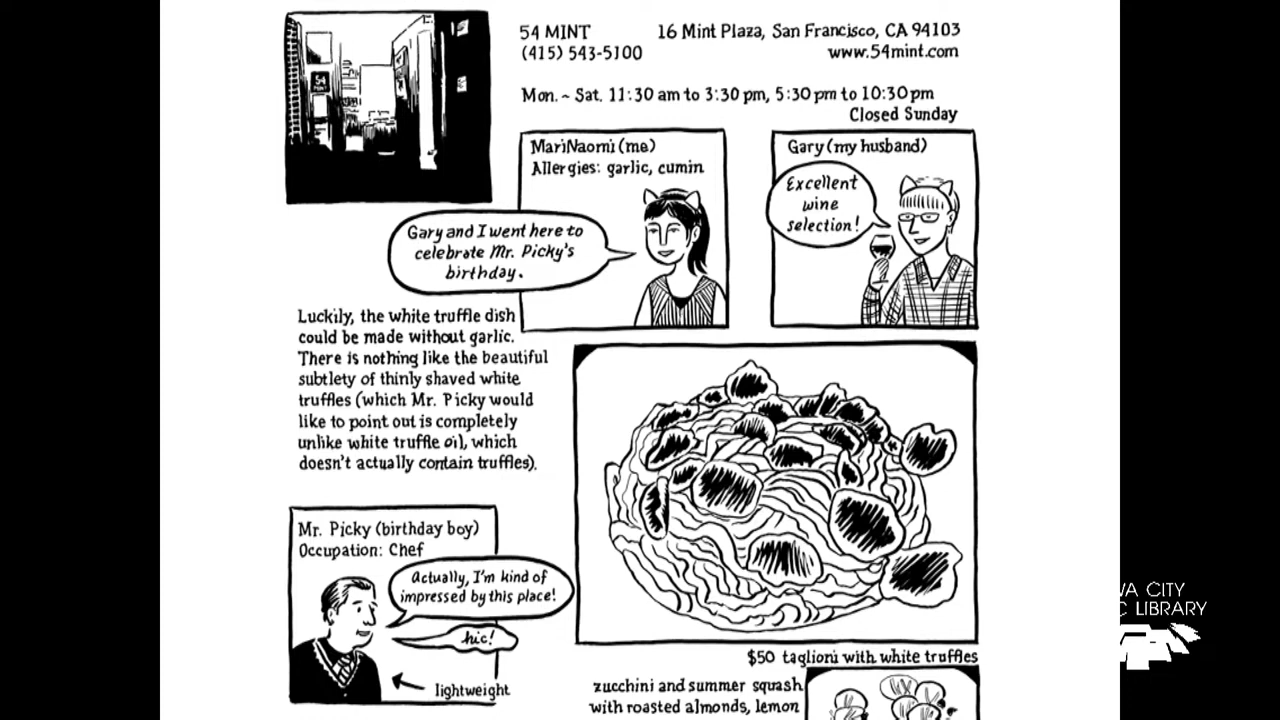 54 MINT
(415) 543-5100
16 Mint Plaza, San Francisco, CA 94103
www.54mint.com
Mon. ~ Sat. 11:30 am to 3:30 pm, 5:30 pm to 10:30 pm
Closed Sunday
54
MINT
MariNaomi (me)
Allergies: garlic, cumin
Gary and I went here to
celebrate Mr. Picky's
birthday.
Gary (my husband)
Excellent
wine
selection!
Luckily, the white truffle dish
could be made without garlic.
There is nothing like the beautiful
subtlety of thinly shaved white
truffles (which Mr. Picky would
like to point out is completely
unlike white truffle oil, which
doesn't actually contain truffles).
Mr. Picky (birthday boy)
Occupation: Chef
Actually, I'm kind of
impressed by this place!
hic!
lightweight
$50 taglioni with white truffles
zucchini and summer squash
with roasted almonds, lemon
WA CITY
C LIBRARY